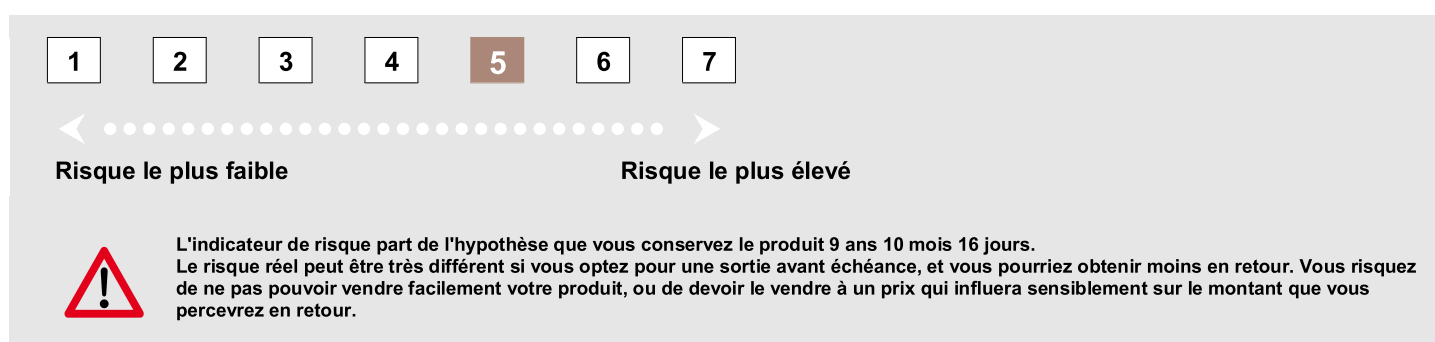 1 2 3 4 5 6 7
Risque le plus faible Risque le plus élevé
L'indicateur de risque part de l'hypothèse que vous conservez le produit 9 ans 10 mois 16 jours.
Le risque réel peut être très différent si vous optez pour une sortie avant échéance, et vous pourriez obtenir moins en retour. Vous risquez
de ne pas pouvoir vendre facilement votre produit, ou de devoir le vendre à un prix qui influera sensiblement sur le montant que vous
percevrez en retour.